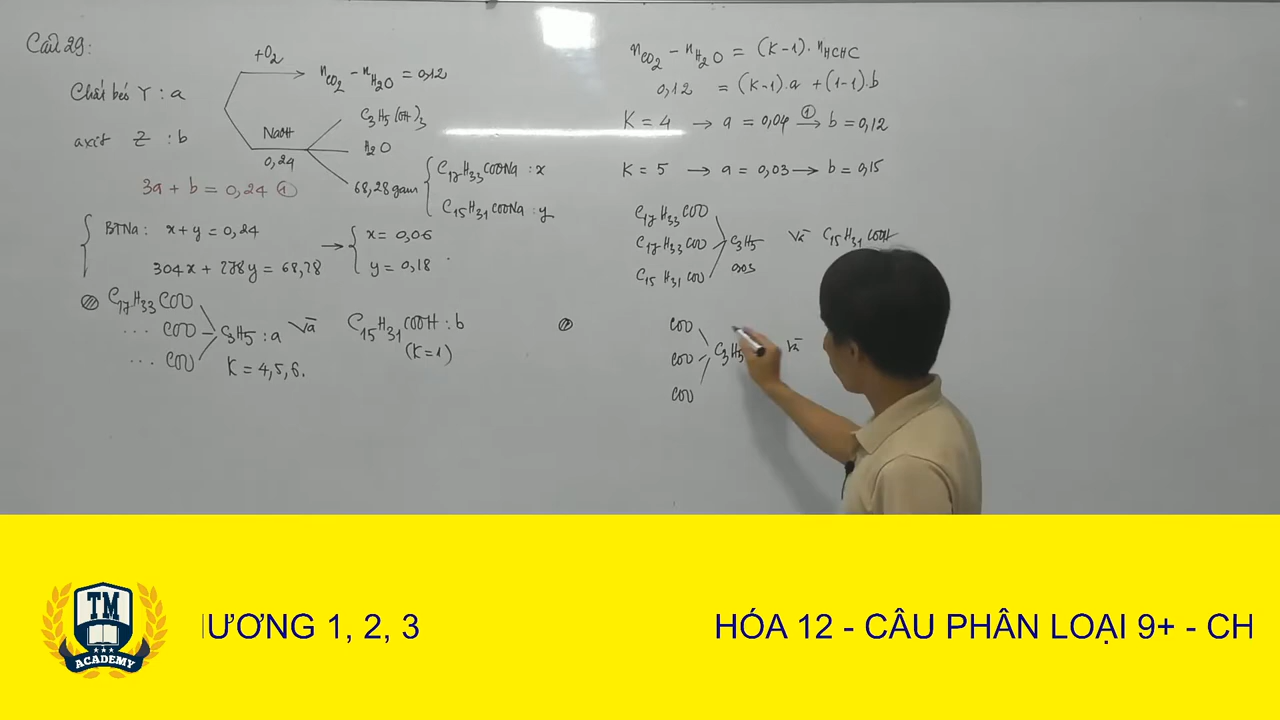 Câu 29:
Chất béo Y : a
axit Z : b
+O2
nCO2 - nH2O = 0,12
NaOH
0,24
C3H5(OH)3
H2O
68,28 gam
C17H33COONa : x
C15H31COONa : y
3a + b = 0,24 ①
BTNa: x+y = 0,24
304x + 278y = 68,28
x = 0,06
y = 0,18
C17H33COO
... COO C3H5 : a và C15H31COOH : b
... COO K = 4,5,6. (K=1)
nCO2 - nH2O = (K-1). nHCHC
0,12 = (K-1).a + (1-1).b
K = 4 → a = 0,04 ① → b = 0,12
K = 5 → a = 0,03 → b = 0,15
C17H33COO
C17H33COO C3H5 và C15H31COOH
C15H31COO 0,03
COO
COO C3H5 và
COO
TM
ACADEMY
ƯƠNG 1, 2, 3 HÓA 12 - CÂU PHÂN LOẠI 9+ - CH